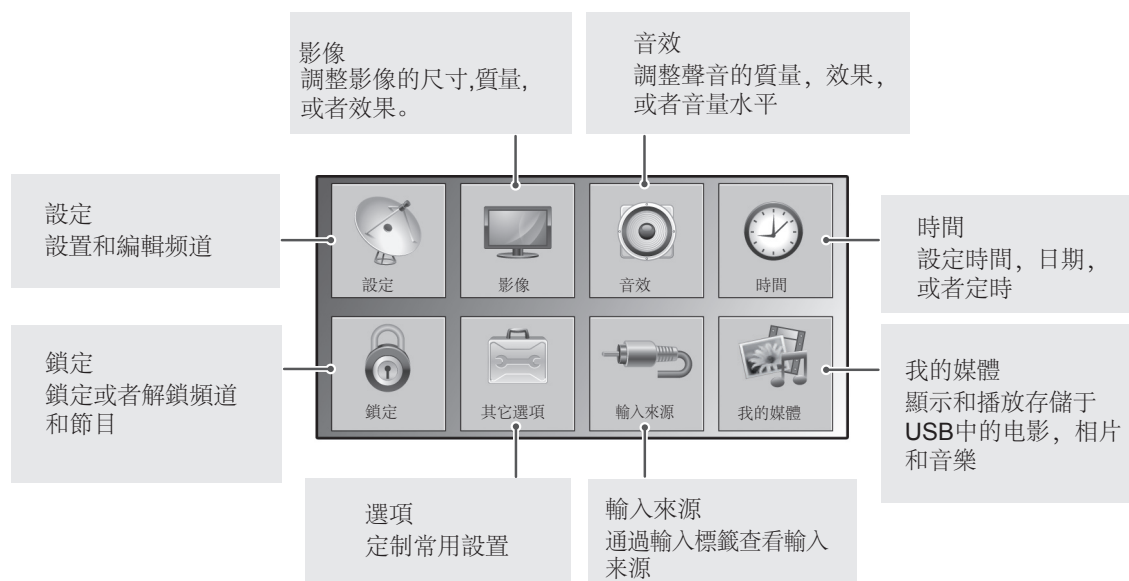 影像
調整影像的尺寸,質量,
或者效果。
音效
調整聲音的質量，效果，
或者音量水平
設定
設置和編輯频道
時間
設定時間，日期，
或者定時
設定
影像
音效
時間
鎖定
鎖定或者解鎖頻道
和節目
我的媒體
顯示和播放存儲于
USB中的电影，相片
和音樂
鎖定
其它選項
輸入來源
我的媒體
選項
定制常用設置
輸入來源
通過輸入標籤查看輸入
来源